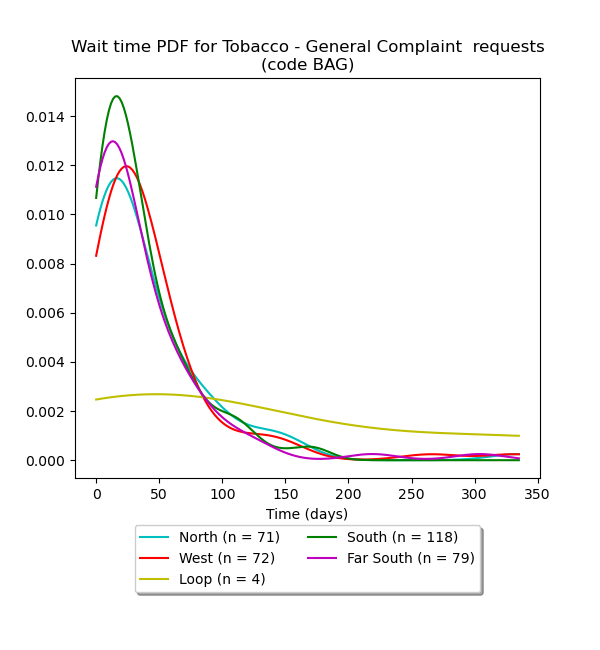 Wait time PDF for Tobacco - General Complaint  requests
(code BAG)
0.014
0.012
0.010
0.008
0.006
0.004
0.002
0.000
0 50 100 150 200 250 300 350
Time (days)
North (n = 71) South (n = 118)
West (n = 72) Far South (n = 79)
Loop (n = 4)